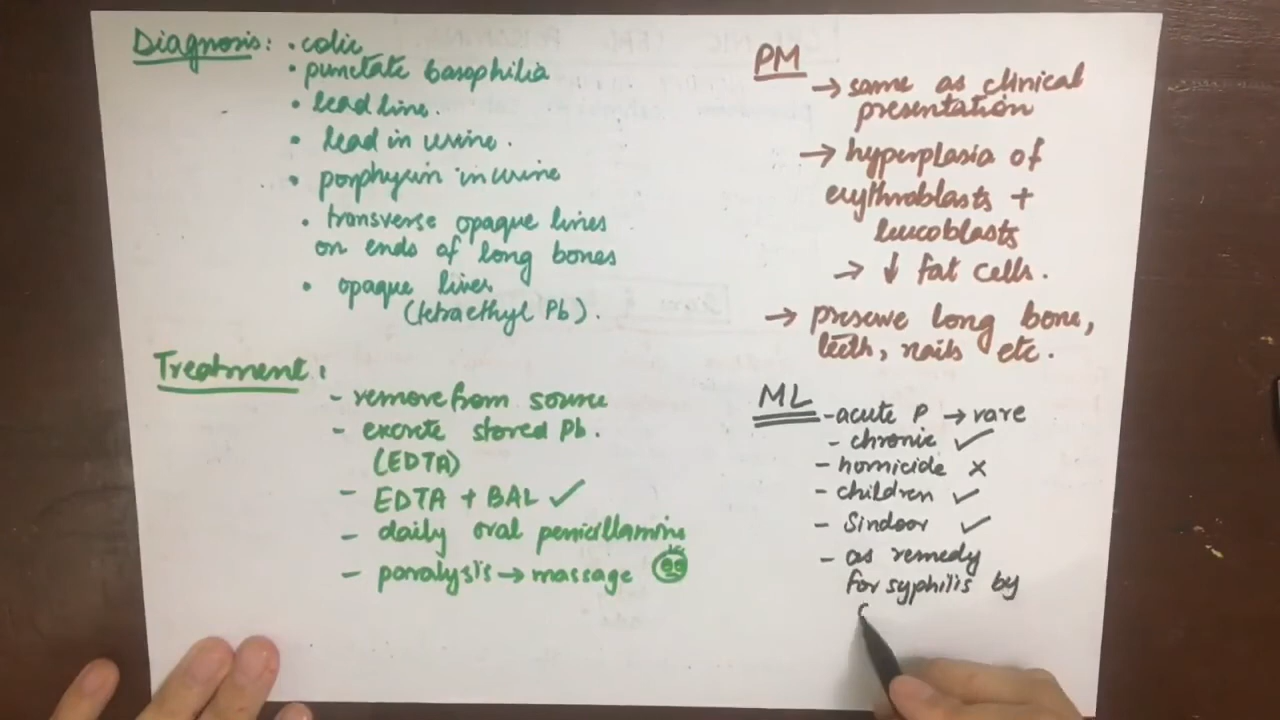 Diagnosis: • colic
• punctate basophilia
• lead line.
• lead in urine.
• porphyrin in urine
• transverse opaque lines
on ends of long bones
• opaque liver
(tetraethyl Pb).
Treatment:
- remove from source
- excrete stored Pb.
(EDTA)
- EDTA + BAL ✓
- daily oral penicillamine
- paralysis → massage
PM
→ same as clinical
presentation
→ hyperplasia of
erythroblasts +
leucoblasts
→ ↓ fat cells.
→ preserve long bone,
teeth, nails etc.
ML
- acute P → rare
- chronic ✓
- homicide ×
- children ✓
- Sindoor ✓
- as remedy
for syphilis by